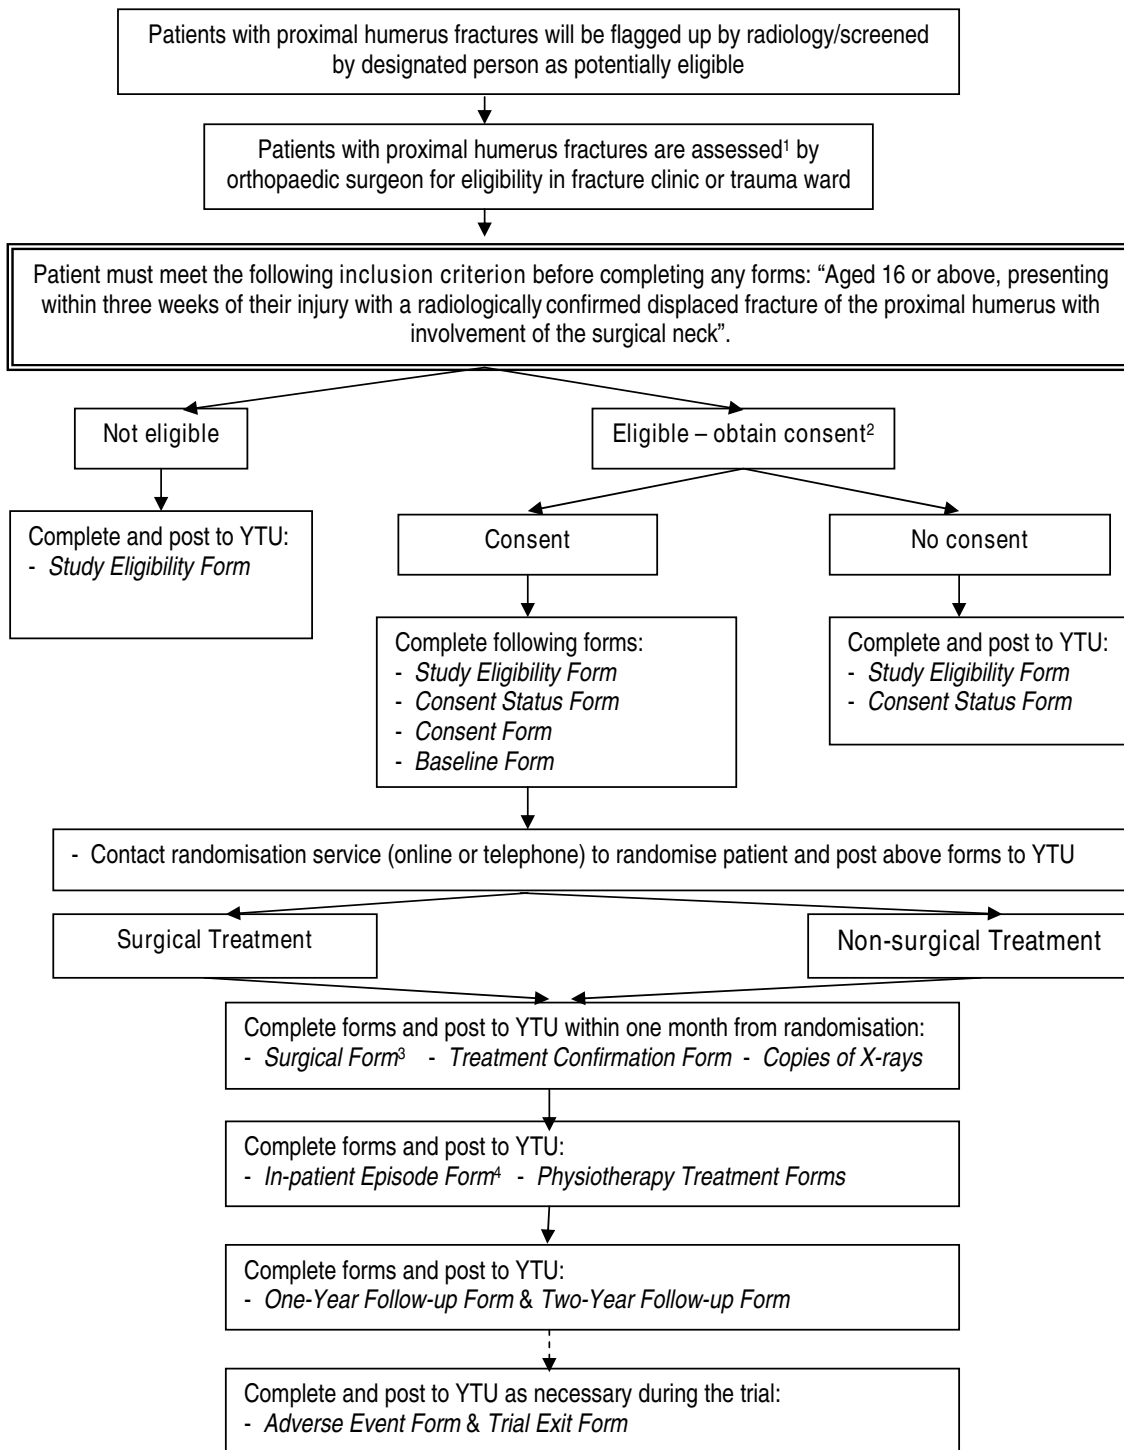 Patients with proximal humerus fractures will be flagged up by radiology/screened
by designated person as potentially eligible
Patients with proximal humerus fractures are assessed¹ by
orthopaedic surgeon for eligibility in fracture clinic or trauma ward
Patient must meet the following inclusion criterion before completing any forms: “Aged 16 or above, presenting
within three weeks of their injury with a radiologically confirmed displaced fracture of the proximal humerus with
involvement of the surgical neck”.
Not eligible
Eligible – obtain consent²
Complete and post to YTU:
- Study Eligibility Form
Consent
No consent
Complete following forms:
- Study Eligibility Form
- Consent Status Form
- Consent Form
- Baseline Form
Complete and post to YTU:
- Study Eligibility Form
- Consent Status Form
- Contact randomisation service (online or telephone) to randomise patient and post above forms to YTU
Surgical Treatment
Non-surgical Treatment
Complete forms and post to YTU within one month from randomisation:
- Surgical Form³ - Treatment Confirmation Form - Copies of X-rays
Complete forms and post to YTU:
- In-patient Episode Form⁴ - Physiotherapy Treatment Forms
Complete forms and post to YTU:
- One-Year Follow-up Form & Two-Year Follow-up Form
Complete and post to YTU as necessary during the trial:
- Adverse Event Form & Trial Exit Form